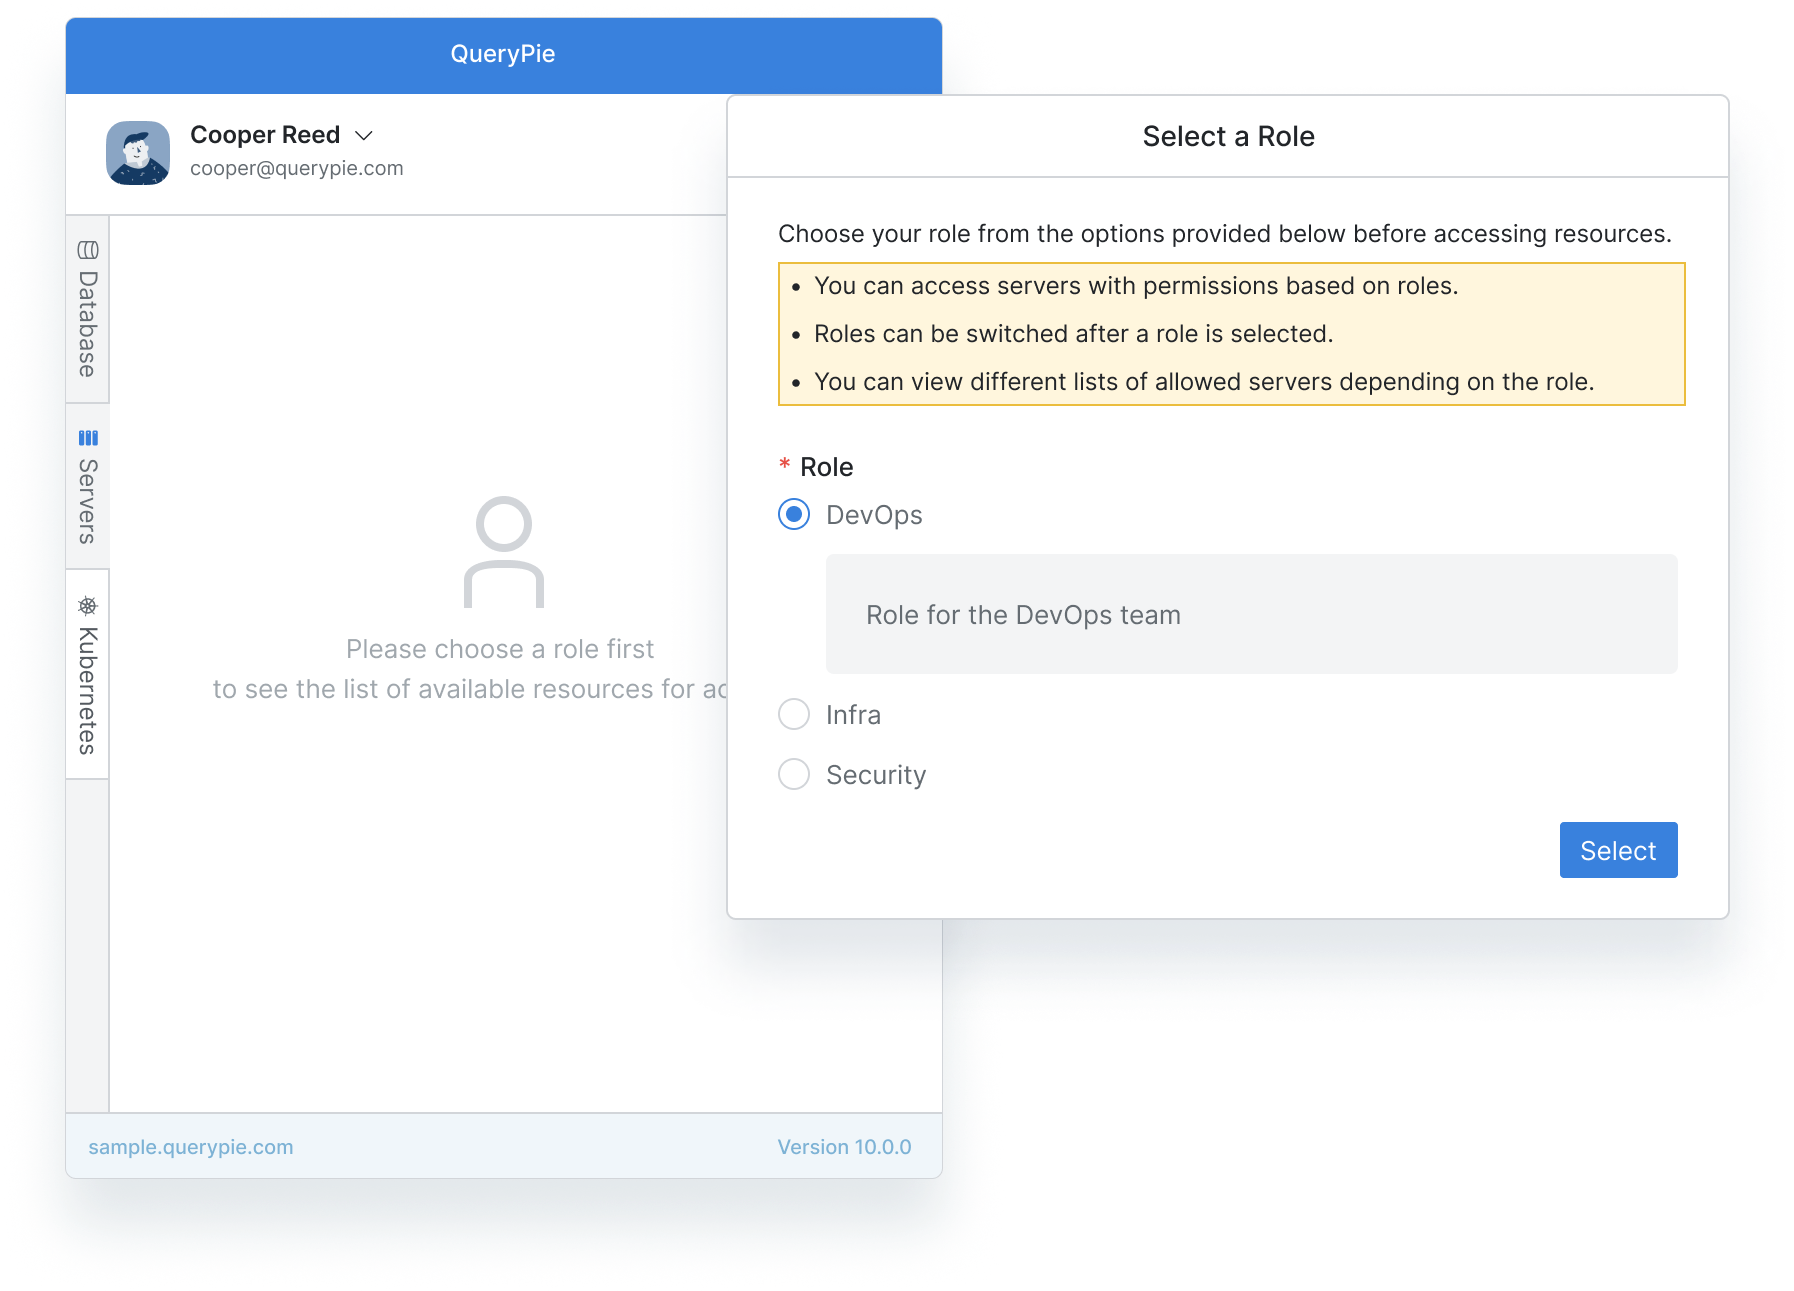 QueryPie
Cooper Reed
cooper@querypie.com
Database
Servers
Kubernetes
Please choose a role first
to see the list of available resources for
sample.querypie.com
Version 10.0.0
Select a Role
Choose your role from the options provided below before accessing resources.
• You can access servers with permissions based on roles.
• Roles can be switched after a role is selected.
• You can view different lists of allowed servers depending on the role.
* Role
DevOps
Role for the DevOps team
Infra
Security
Select